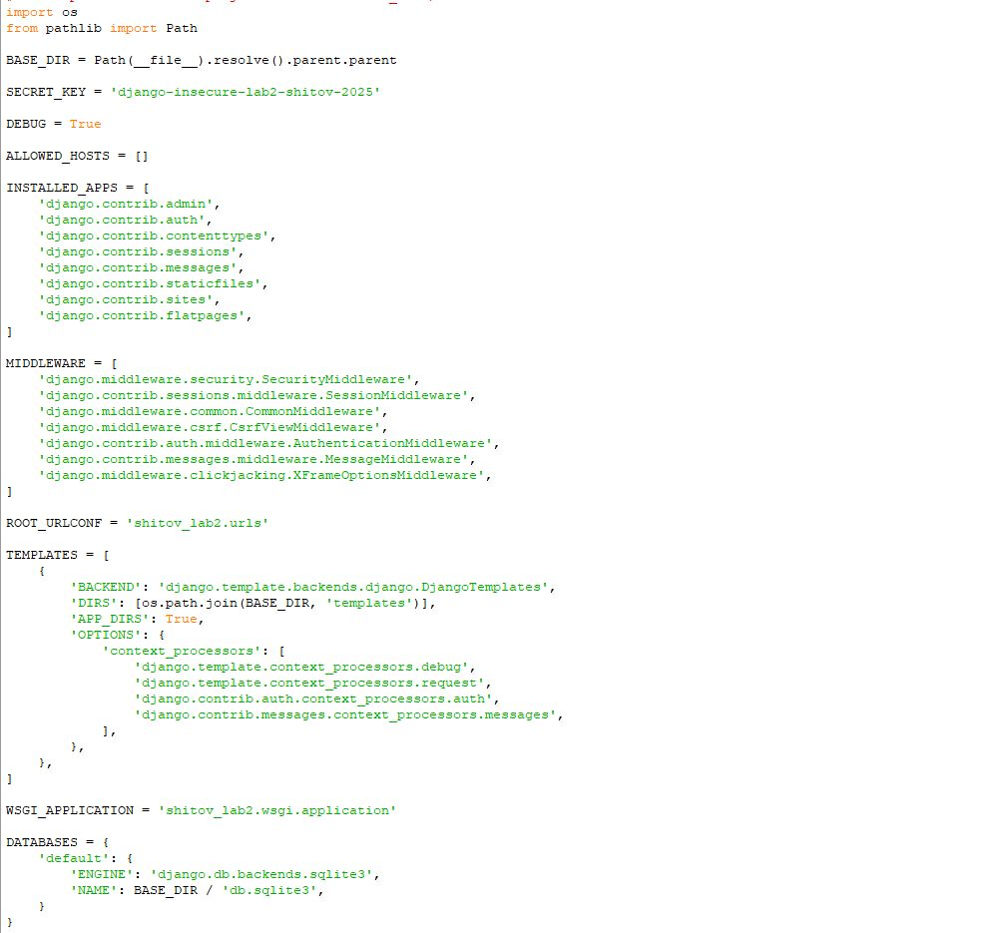 import os
from pathlib import Path
BASE_DIR = Path(__file__).resolve().parent.parent
SECRET_KEY = 'django-insecure-lab2-shitov-2025'
DEBUG = True
ALLOWED_HOSTS = []
INSTALLED_APPS = [
    'django.contrib.admin',
    'django.contrib.auth',
    'django.contrib.contenttypes',
    'django.contrib.sessions',
    'django.contrib.messages',
    'django.contrib.staticfiles',
    'django.contrib.sites',
    'django.contrib.flatpages',
]
MIDDLEWARE = [
    'django.middleware.security.SecurityMiddleware',
    'django.contrib.sessions.middleware.SessionMiddleware',
    'django.middleware.common.CommonMiddleware',
    'django.middleware.csrf.CsrfViewMiddleware',
    'django.contrib.auth.middleware.AuthenticationMiddleware',
    'django.contrib.messages.middleware.MessageMiddleware',
    'django.middleware.clickjacking.XFrameOptionsMiddleware',
]
ROOT_URLCONF = 'shitov_lab2.urls'
TEMPLATES = [
    {
        'BACKEND': 'django.template.backends.django.DjangoTemplates',
        'DIRS': [os.path.join(BASE_DIR, 'templates')],
        'APP_DIRS': True,
        'OPTIONS': {
            'context_processors': [
                'django.template.context_processors.debug',
                'django.template.context_processors.request',
                'django.contrib.auth.context_processors.auth',
                'django.contrib.messages.context_processors.messages',
            ],
        },
    },
]
WSGI_APPLICATION = 'shitov_lab2.wsgi.application'
DATABASES = {
    'default': {
        'ENGINE': 'django.db.backends.sqlite3',
        'NAME': BASE_DIR / 'db.sqlite3',
    }
}